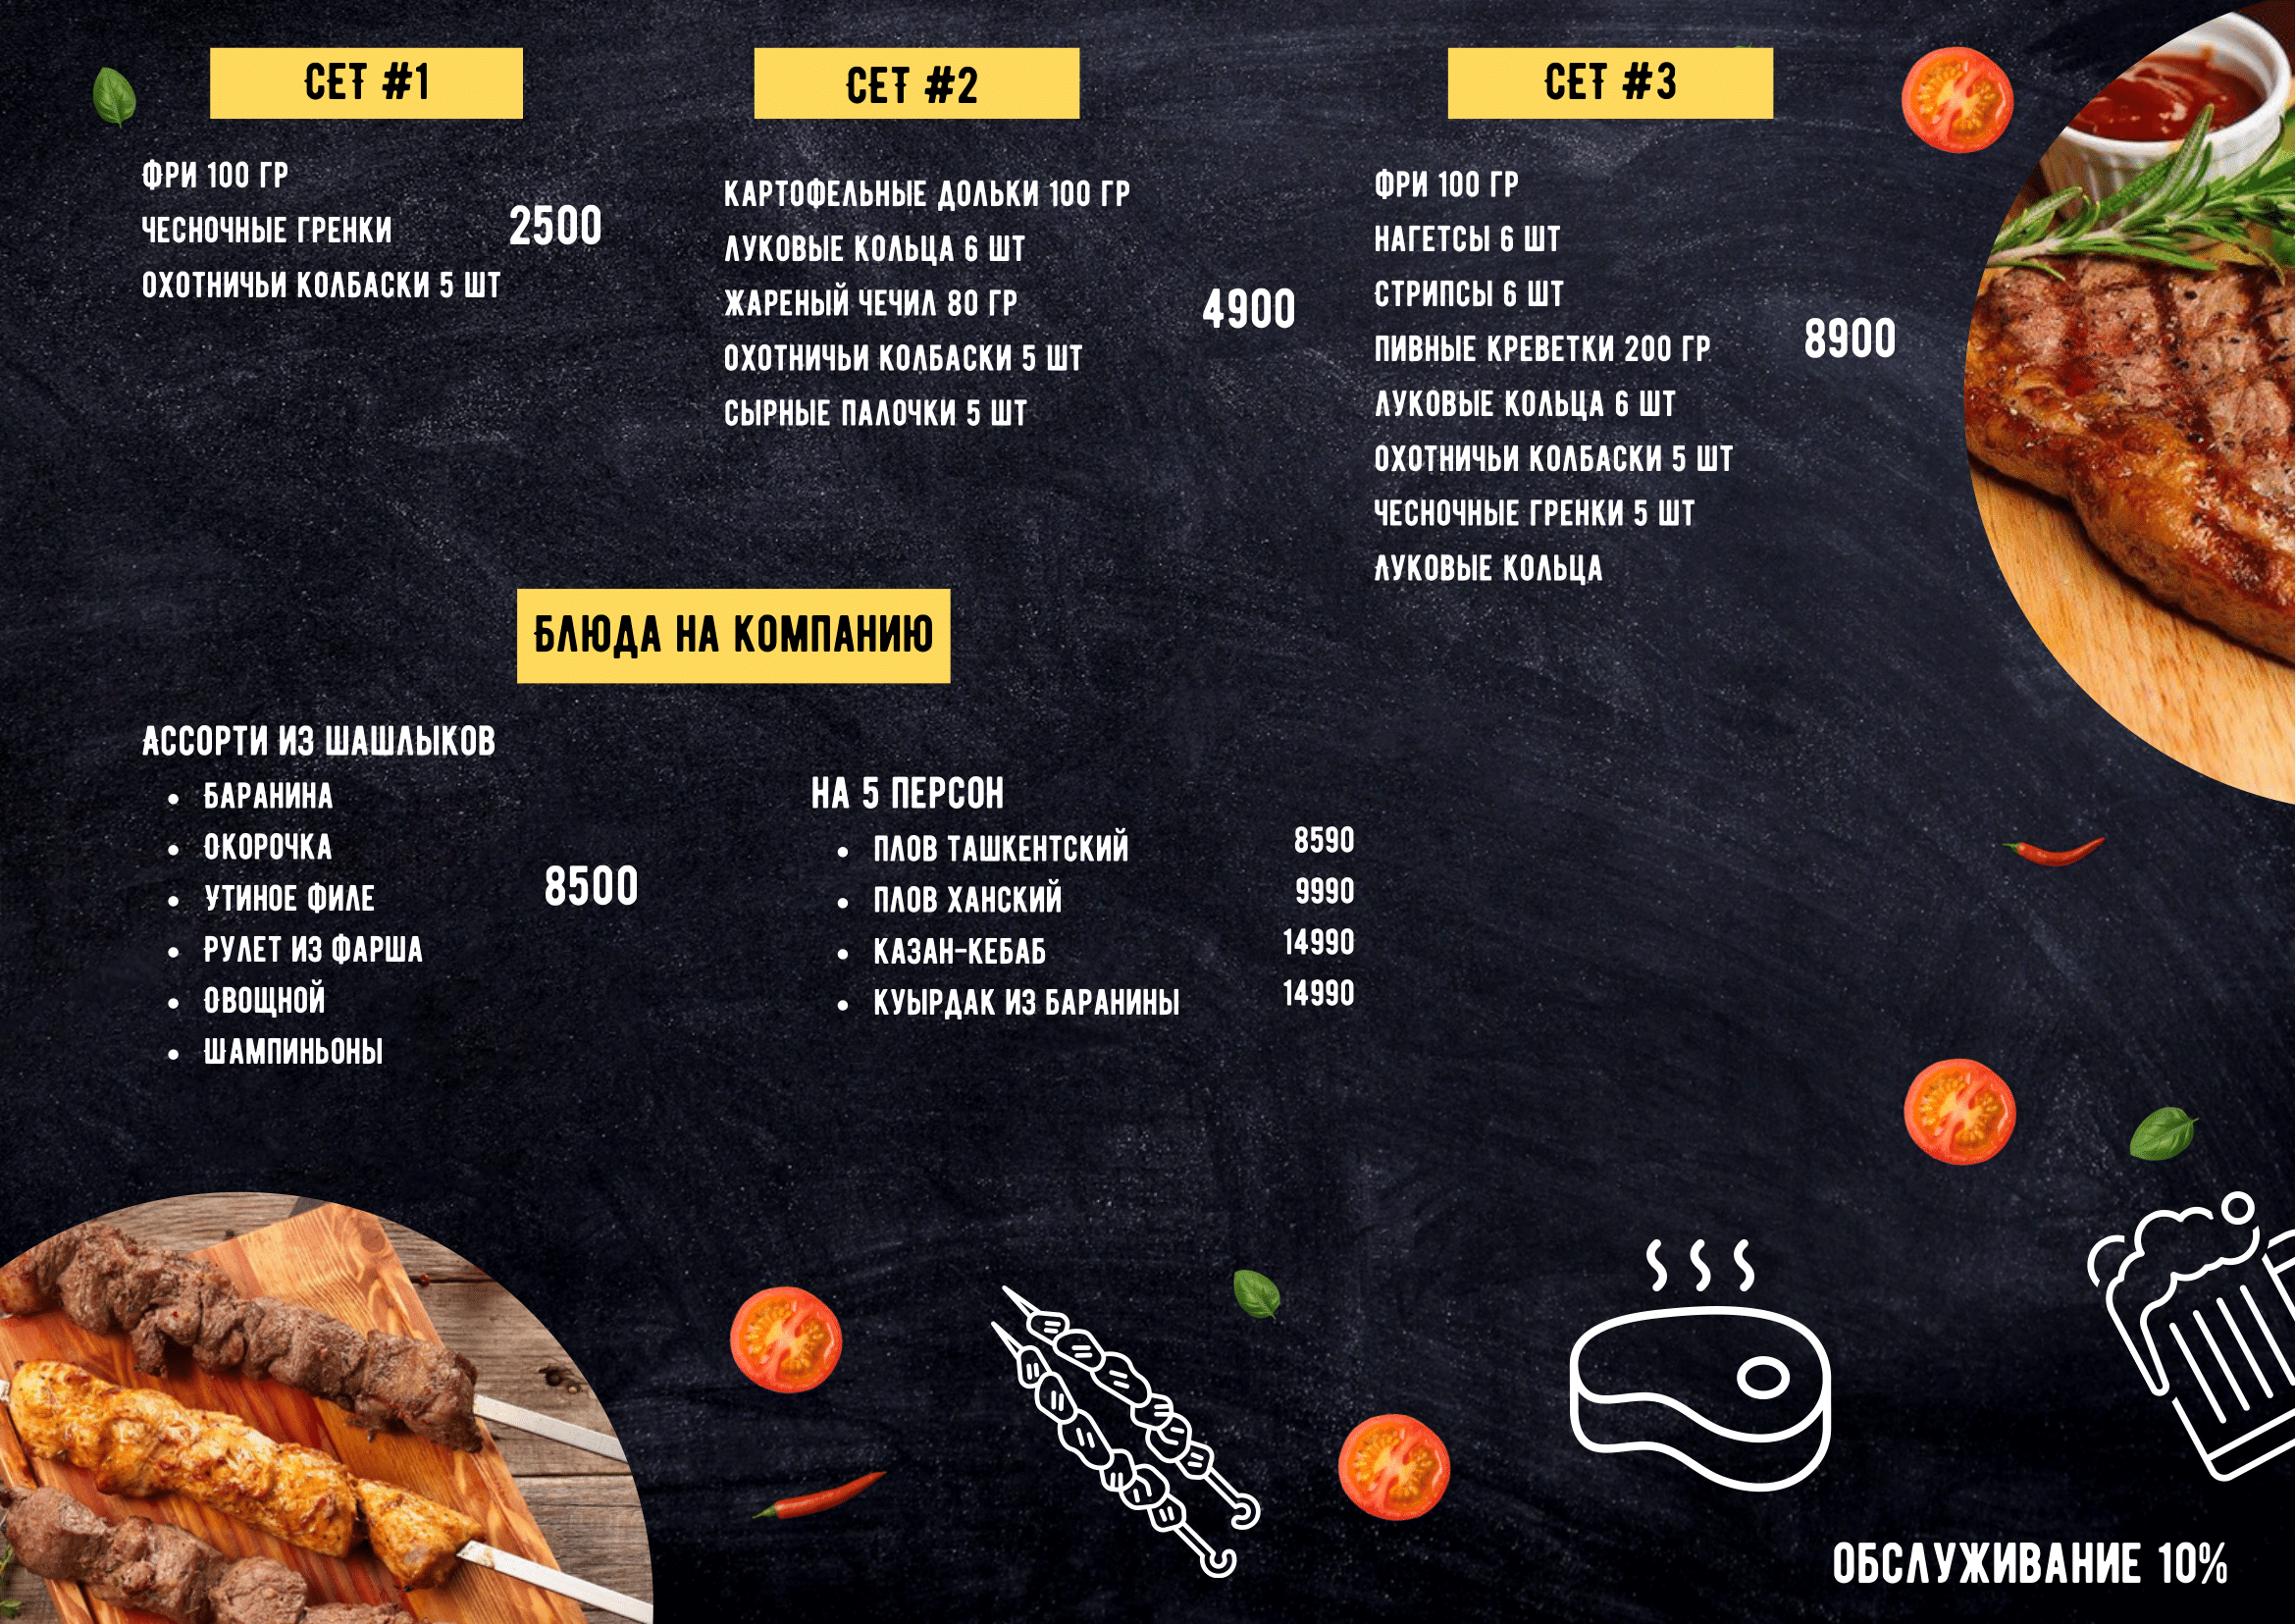 СЕТ #1
ФРИ 100 ГР
ЧЕСНОЧНЫЕ ГРЕНКИ
ОХОТНИЧЬИ КОЛБАСКИ 5 ШТ
2500
СЕТ #2
КАРТОФЕЛЬНЫЕ ДОЛЬКИ 100 ГР
ЛУКОВЫЕ КОЛЬЦА 6 ШТ
ЖАРЕНЫЙ ЧЕЧИЛ 80 ГР
ОХОТНИЧЬИ КОЛБАСКИ 5 ШТ
СЫРНЫЕ ПАЛОЧКИ 5 ШТ
4900
СЕТ #3
ФРИ 100 ГР
НАГЕТСЫ 6 ШТ
СТРИПСЫ 6 ШТ
ПИВНЫЕ КРЕВЕТКИ 200 ГР
ЛУКОВЫЕ КОЛЬЦА 6 ШТ
ОХОТНИЧЬИ КОЛБАСКИ 5 ШТ
ЧЕСНОЧНЫЕ ГРЕНКИ 5 ШТ
ЛУКОВЫЕ КОЛЬЦА
8900
БЛЮДА НА КОМПАНИЮ
АССОРТИ ИЗ ШАШЛЫКОВ
• БАРАНИНА
• ОКОРОЧКА
• УТИНОЕ ФИЛЕ
• РУЛЕТ ИЗ ФАРША
• ОВОЩНОЙ
• ШАМПИНЬОНЫ
8500
НА 5 ПЕРСОН
• ПЛОВ ТАШКЕНТСКИЙ 8590
• ПЛОВ ХАНСКИЙ 9990
• КАЗАН-КЕБАБ 14990
• КУЫРДАК ИЗ БАРАНИНЫ 14990
ОБСЛУЖИВАНИЕ 10%